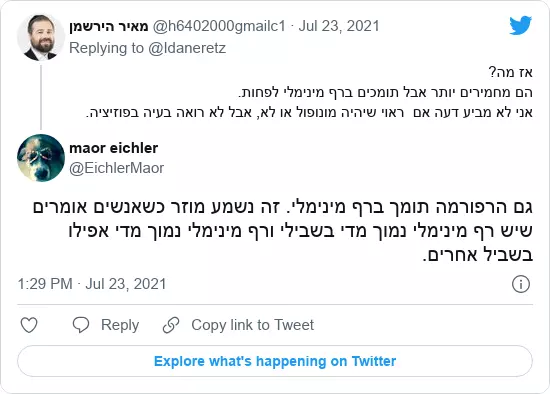 מאיר הירשמן @h6402000gmailc1 · Jul 23, 2021
Replying to @Idaneretz
אז מה?
הם מחמירים יותר אבל תומכים ברף מינימלי לפחות.
אני לא מביע דעה אם ראוי שיהיה מונופול או לא, אבל לא רואה בעיה בפוזיציה.
maor eichler
@EichlerMaor
גם הרפורמה תומך ברף מינימלי. זה נשמע מוזר כשאנשים אומרים
שיש רף מינימלי נמוך מדי בשבילי ורף מינימלי נמוך מדי אפילו
בשביל אחרים.
1:29 PM · Jul 23, 2021
Reply
Copy link to Tweet
Explore what's happening on Twitter